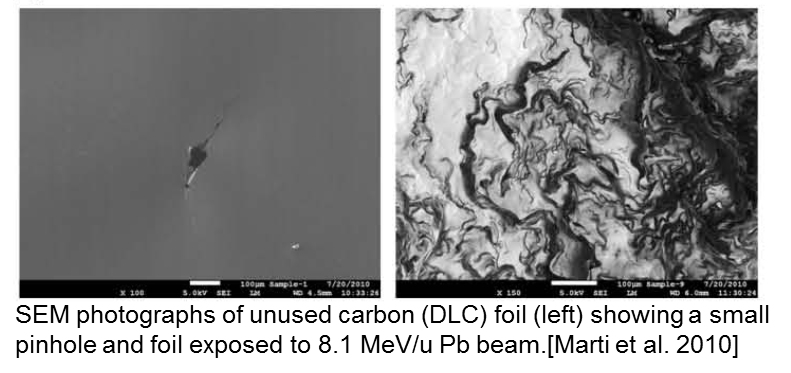 100µm Sample-1 7/20/2010
X 100 5.0kV SEI LM WD 4.5mm 10:33:26
100µm Sample-9 7/20/2010
X 150 5.0kV SEI LM WD 6.0mm 11:30:24
SEM photographs of unused carbon (DLC) foil (left) showing a small
pinhole and foil exposed to 8.1 MeV/u Pb beam.[Marti et al. 2010]